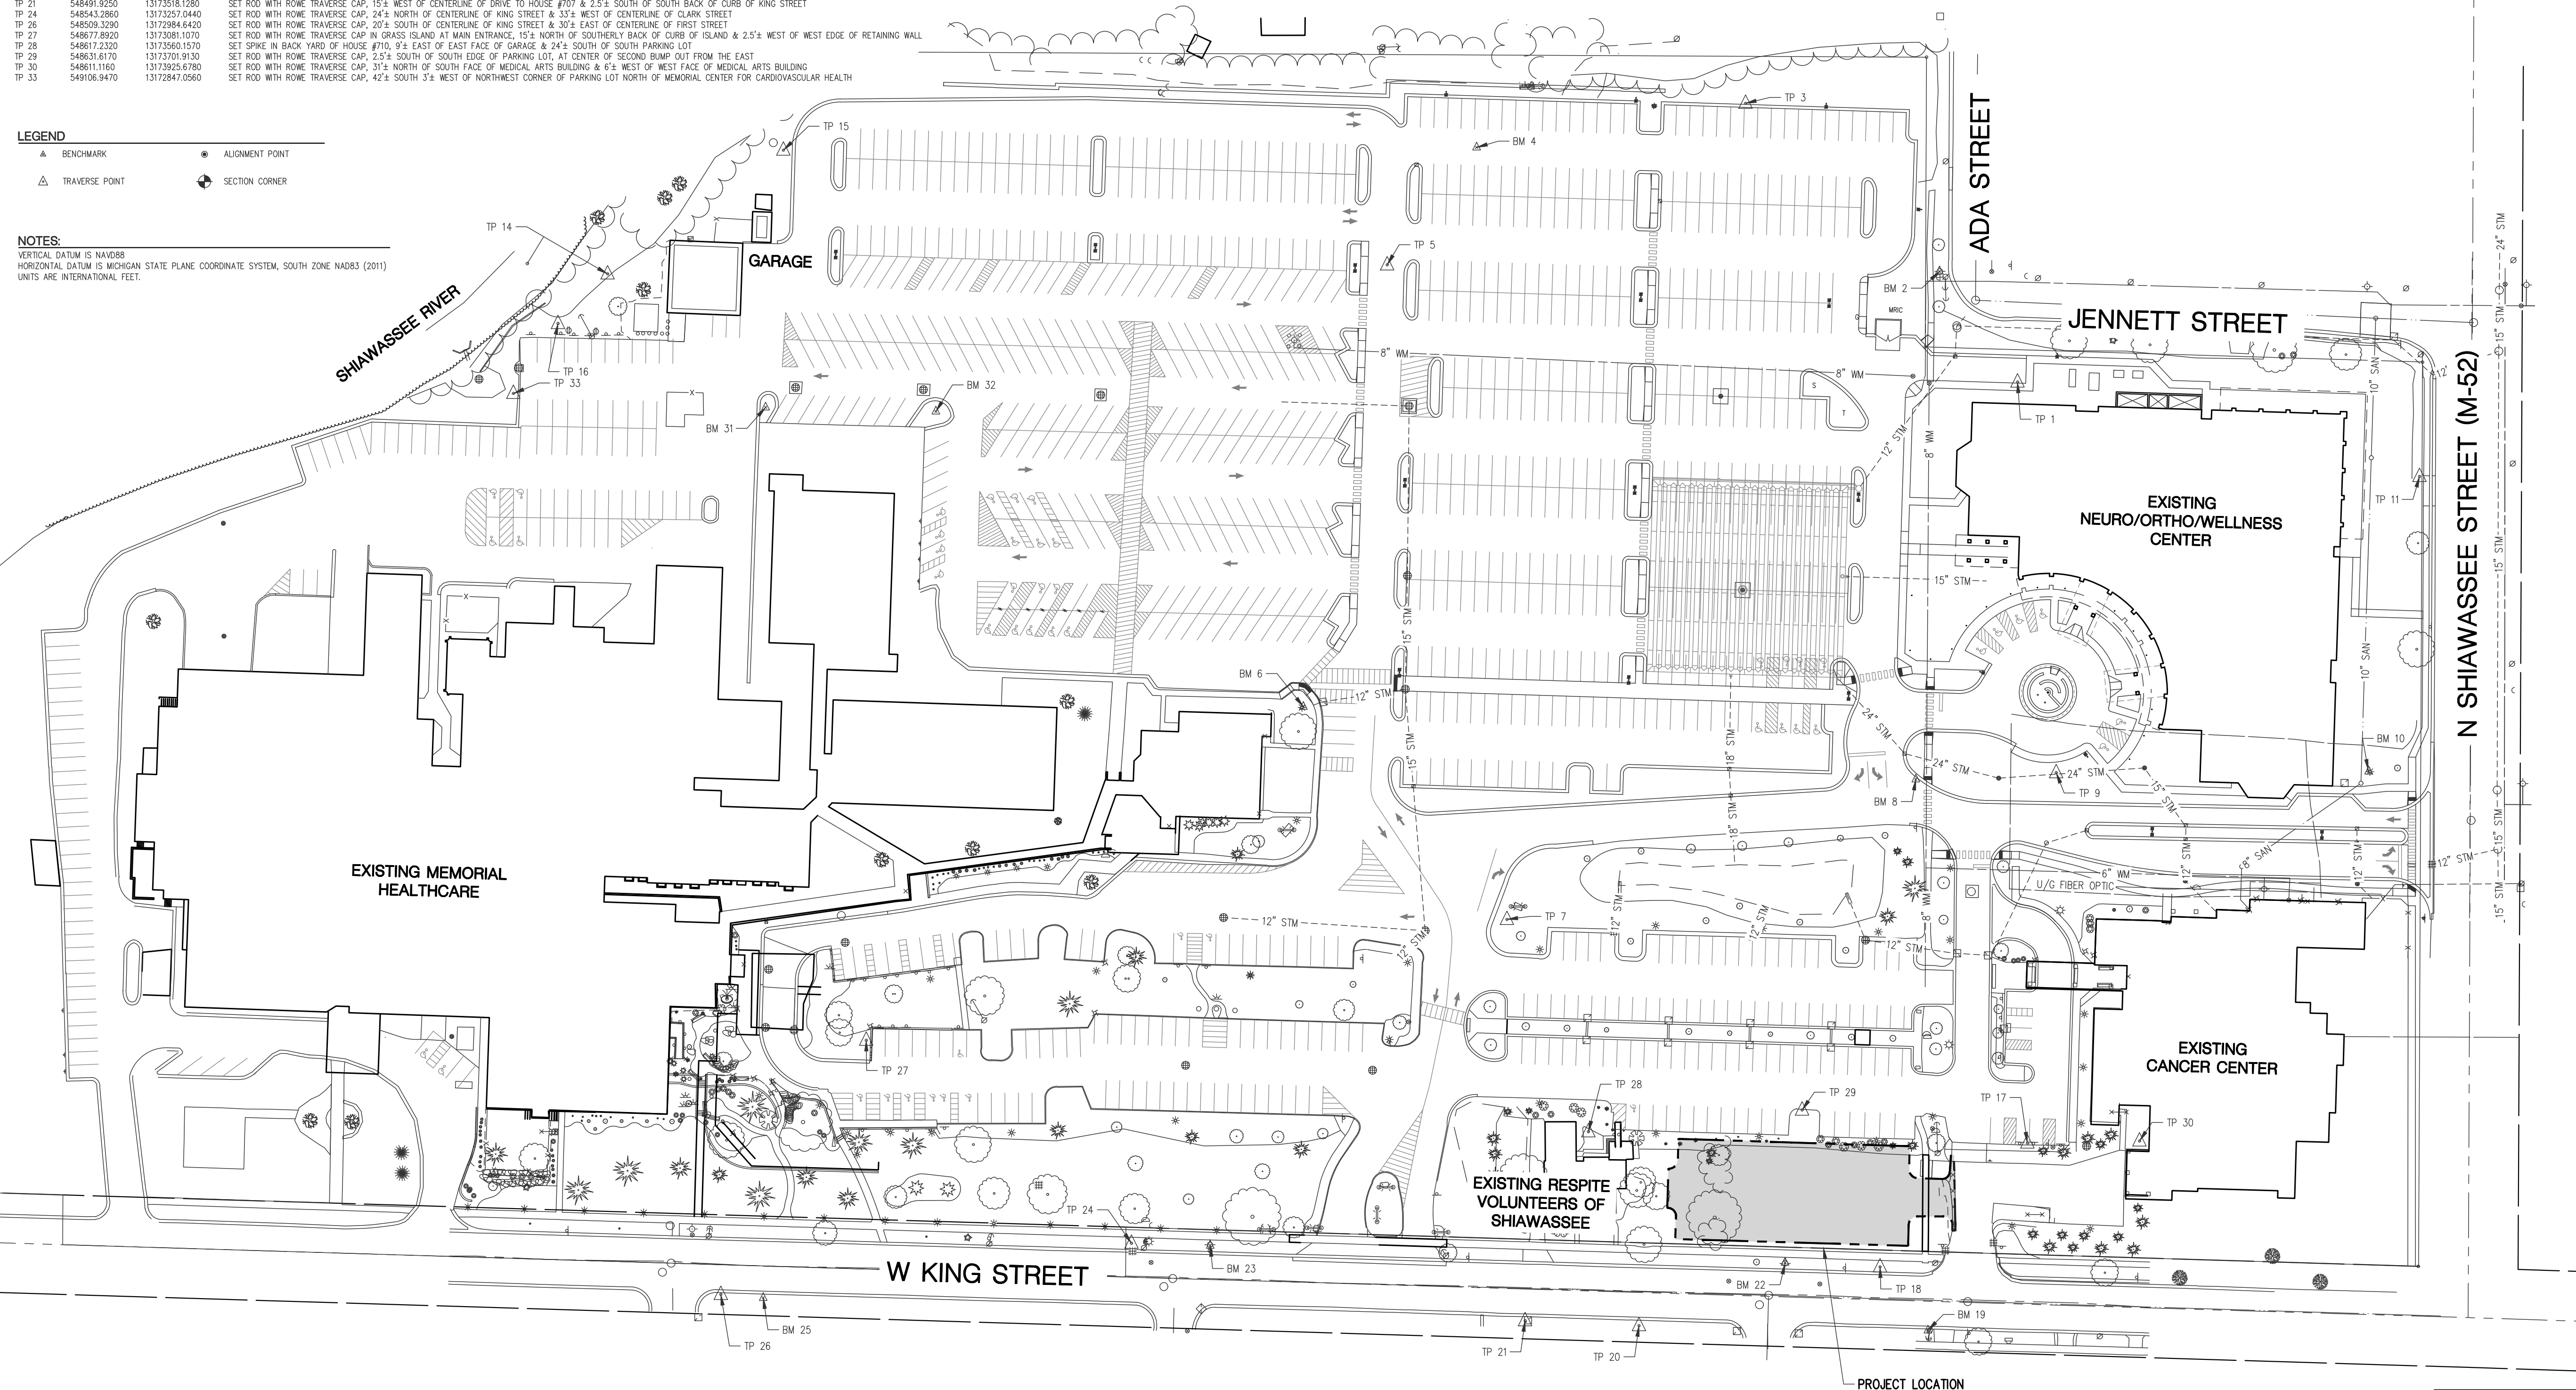 TP 21 548491.9250 13173518.1280 SET ROD WITH ROWE TRAVERSE CAP, 15'± WEST OF CENTERLINE OF DRIVE TO HOUSE #707 & 2.5'± SOUTH OF SOUTH BACK OF CURB OF KING STREET
TP 24 548543.2860 13173257.0440 SET ROD WITH ROWE TRAVERSE CAP, 24'± NORTH OF CENTERLINE OF KING STREET & 33'± WEST OF CENTERLINE OF CLARK STREET
TP 26 548509.3290 13172984.6420 SET ROD WITH ROWE TRAVERSE CAP, 20'± SOUTH OF CENTERLINE OF KING STREET & 30'± EAST OF CENTERLINE OF FIRST STREET
TP 27 548677.8920 13173081.1070 SET ROD WITH ROWE TRAVERSE CAP IN GRASS ISLAND AT MAIN ENTRANCE, 15'± NORTH OF SOUTHERLY BACK OF CURB OF ISLAND & 2.5'± WEST OF WEST EDGE OF RETAINING WALL
TP 28 548617.2320 13173560.1570 SET SPIKE IN BACK YARD OF HOUSE #710, 9'± EAST OF EAST FACE OF GARAGE & 24'± SOUTH OF SOUTH PARKING LOT
TP 29 548631.6170 13173701.9130 SET ROD WITH ROWE TRAVERSE CAP, 2.5'± SOUTH OF SOUTH EDGE OF PARKING LOT, AT CENTER OF SECOND BUMP OUT FROM THE EAST
TP 30 548611.1160 13173925.6780 SET ROD WITH ROWE TRAVERSE CAP, 31'± NORTH OF SOUTH FACE OF MEDICAL ARTS BUILDING & 6'± WEST OF WEST FACE OF MEDICAL ARTS BUILDING
TP 33 549106.9470 13172847.0560 SET ROD WITH ROWE TRAVERSE CAP, 42'± SOUTH 3'± WEST OF NORTHWEST CORNER OF PARKING LOT NORTH OF MEMORIAL CENTER FOR CARDIOVASCULAR HEALTH
LEGEND
BENCHMARK
ALIGNMENT POINT
TRAVERSE POINT
SECTION CORNER
NOTES:
VERTICAL DATUM IS NAVD88
HORIZONTAL DATUM IS MICHIGAN STATE PLANE COORDINATE SYSTEM, SOUTH ZONE NAD83 (2011)
UNITS ARE INTERNATIONAL FEET.
TP 3
TP 15
BM 4
ADA STREET
TP 14
TP 5
GARAGE
BM 2
15" STM
24" STM
SHIAWASSEE RIVER
MRIC
JENNETT STREET
15" STM
8" WM
TP 16
TP 33
8" WM
BM 32
S
T
10" SAN
12"
BM 31
TP 1
12" STM
8" WM
N SHIAWASSEE STREET (M-52)
TP 11
EXISTING
NEURO/ORTHO/WELLNESS
CENTER
15" STM
15" STM
15" STM
10" SAN
BM 6
12" STM
24" STM
15" STM
18" STM
BM 10
24" STM
24" STM
15" STM
BM 8
TP 9
18" STM
15" STM
12" STM
EXISTING MEMORIAL
HEALTHCARE
8" SAN
6" WM
12" STM
12" STM
U/G FIBER OPTIC
15" STM
8" WM
TP 7
12" STM
12" STM
12" STM
12" STM
12" STM
EXISTING
CANCER CENTER
TP 27
TP 28
TP 29
TP 17
TP 30
EXISTING RESPITE
VOLUNTEERS OF
SHIAWASSEE
TP 24
W KING STREET
BM 23
BM 22
TP 18
BM 19
BM 25
TP 26
TP 21
TP 20
PROJECT LOCATION